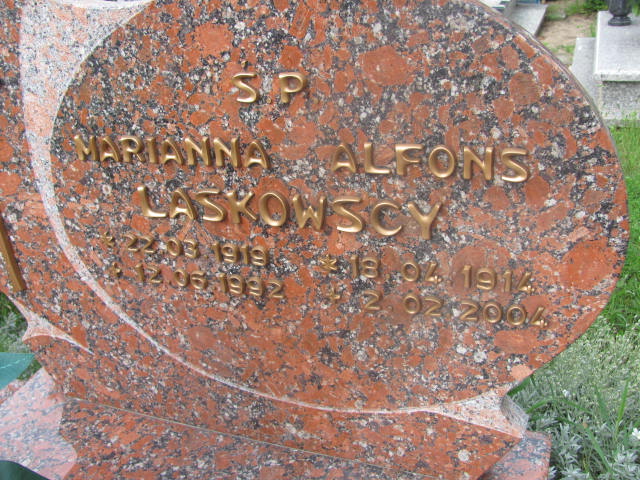 Ś.P.
MARIANNA ALFONS
LASKOWSCY
* 22.03.1919 * 18.04.1914
+ 12.06.1992 + 2.02.2004